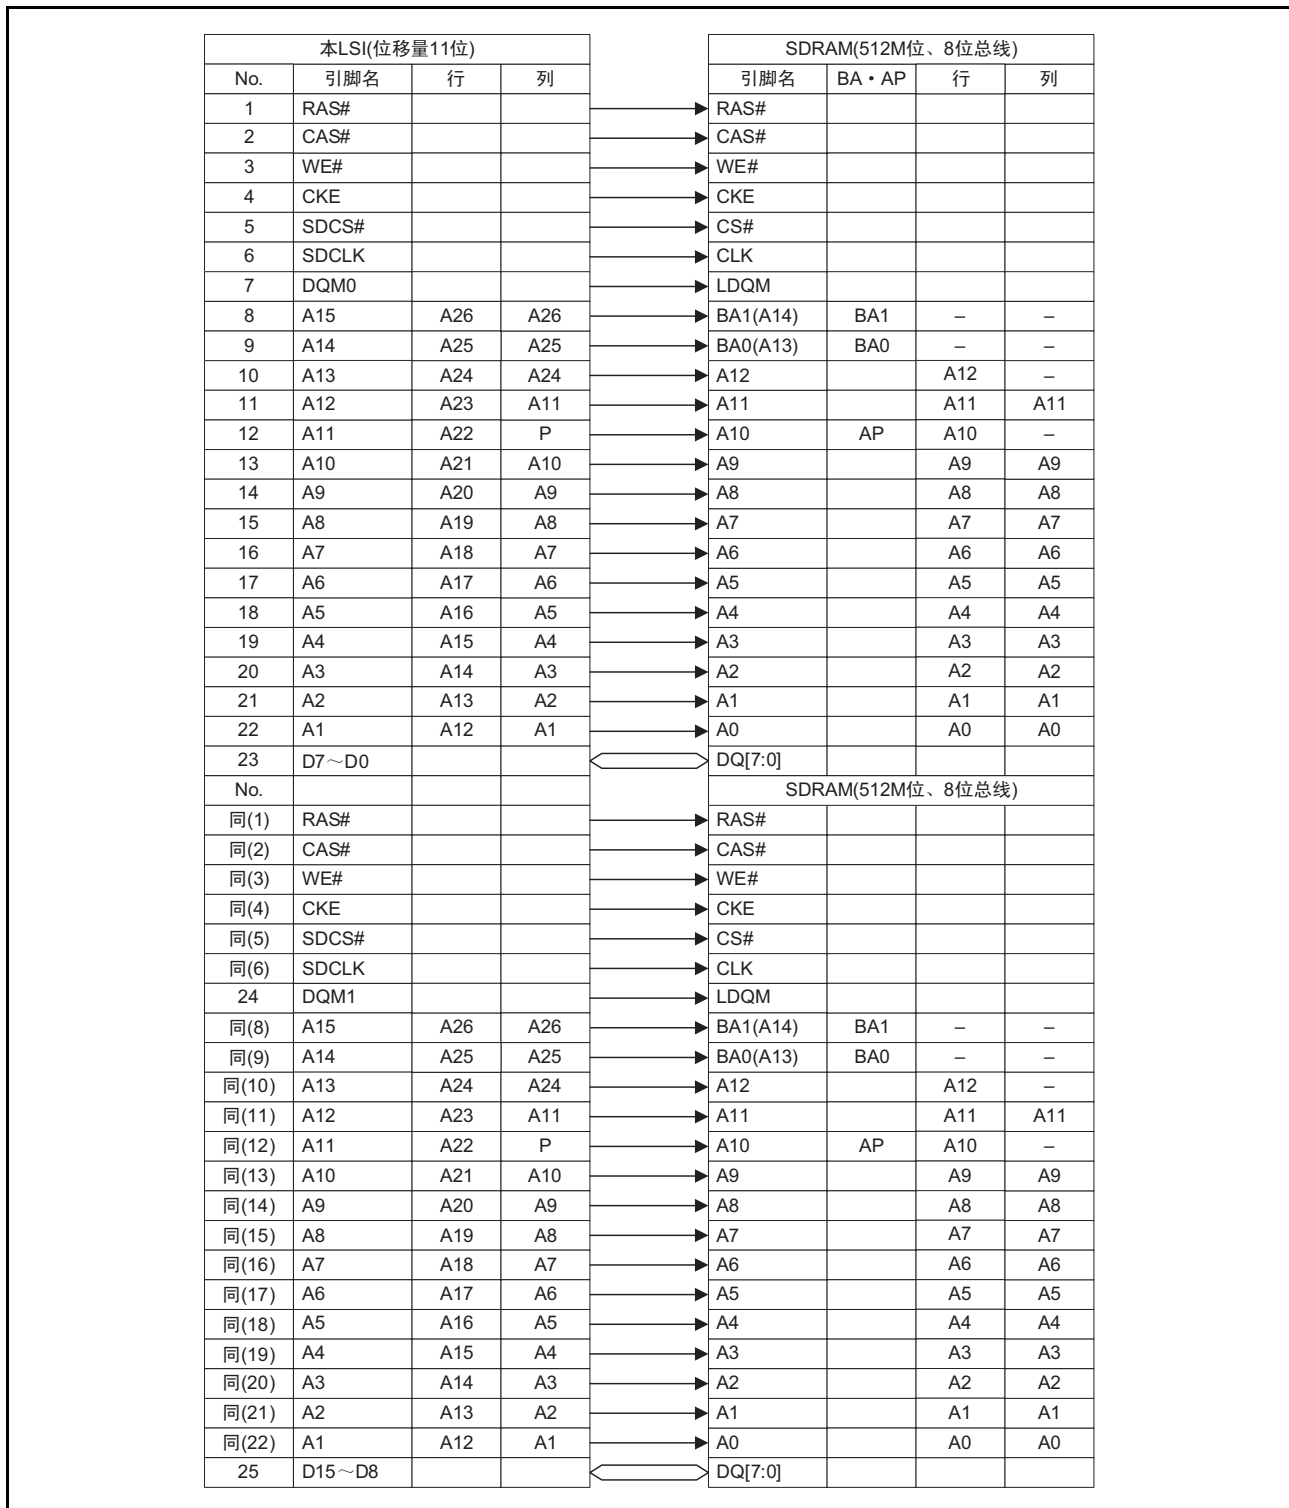 本LSI(位移量11位) SDRAM(512M位、8位总线)
No. 引脚名 行 列 引脚名 BA・AP 行 列
1 RAS# RAS#
2 CAS# CAS#
3 WE# WE#
4 CKE CKE
5 SDCS# CS#
6 SDCLK CLK
7 DQM0 LDQM
8 A15 A26 A26 BA1(A14) BA1 – –
9 A14 A25 A25 BA0(A13) BA0 – –
10 A13 A24 A24 A12 A12 –
11 A12 A23 A11 A11 A11 A11
12 A11 A22 P A10 AP A10 –
13 A10 A21 A10 A9 A9 A9
14 A9 A20 A9 A8 A8 A8
15 A8 A19 A8 A7 A7 A7
16 A7 A18 A7 A6 A6 A6
17 A6 A17 A6 A5 A5 A5
18 A5 A16 A5 A4 A4 A4
19 A4 A15 A4 A3 A3 A3
20 A3 A14 A3 A2 A2 A2
21 A2 A13 A2 A1 A1 A1
22 A1 A12 A1 A0 A0 A0
23 D7～D0 DQ[7:0]
No. SDRAM(512M位、8位总线)
同(1) RAS# RAS#
同(2) CAS# CAS#
同(3) WE# WE#
同(4) CKE CKE
同(5) SDCS# CS#
同(6) SDCLK CLK
24 DQM1 LDQM
同(8) A15 A26 A26 BA1(A14) BA1 – –
同(9) A14 A25 A25 BA0(A13) BA0 – –
同(10) A13 A24 A24 A12 A12 –
同(11) A12 A23 A11 A11 A11 A11
同(12) A11 A22 P A10 AP A10 –
同(13) A10 A21 A10 A9 A9 A9
同(14) A9 A20 A9 A8 A8 A8
同(15) A8 A19 A8 A7 A7 A7
同(16) A7 A18 A7 A6 A6 A6
同(17) A6 A17 A6 A5 A5 A5
同(18) A5 A16 A5 A4 A4 A4
同(19) A4 A15 A4 A3 A3 A3
同(20) A3 A14 A3 A2 A2 A2
同(21) A2 A13 A2 A1 A1 A1
同(22) A1 A12 A1 A0 A0 A0
25 D15～D8 DQ[7:0]